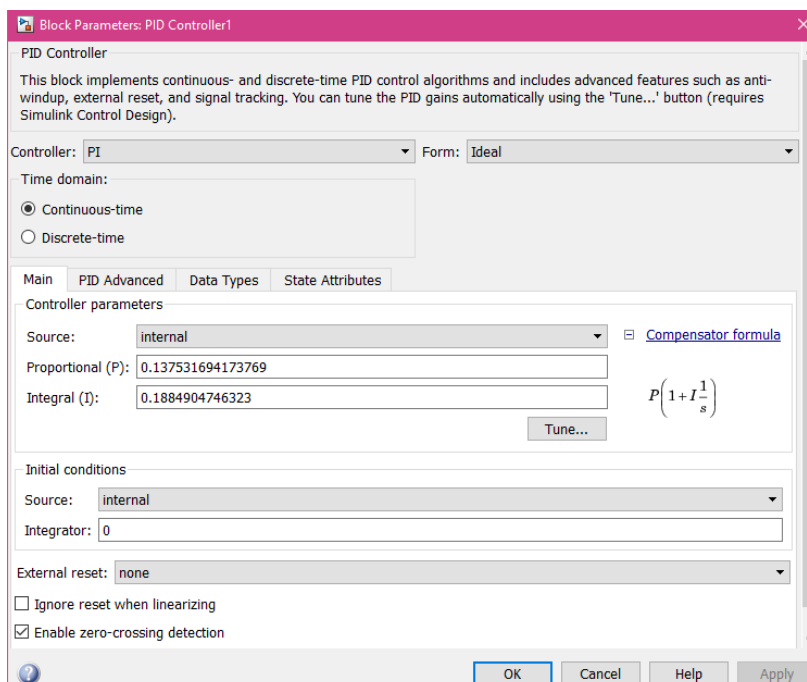 Block Parameters: PID Controller1
PID Controller
This block implements continuous- and discrete-time PID control algorithms and includes advanced features such as anti-
windup, external reset, and signal tracking. You can tune the PID gains automatically using the 'Tune...' button (requires
Simulink Control Design).
Controller: PI Form: Ideal
Time domain:
Continuous-time
Discrete-time
Main PID Advanced Data Types State Attributes
Controller parameters
Source: internal Compensator formula
Proportional (P): 0.137531694173769
Integral (I): 0.1884904746323
P(1+I 1/s)
Tune...
Initial conditions
Source: internal
Integrator: 0
External reset: none
Ignore reset when linearizing
Enable zero-crossing detection
? OK Cancel Help Apply